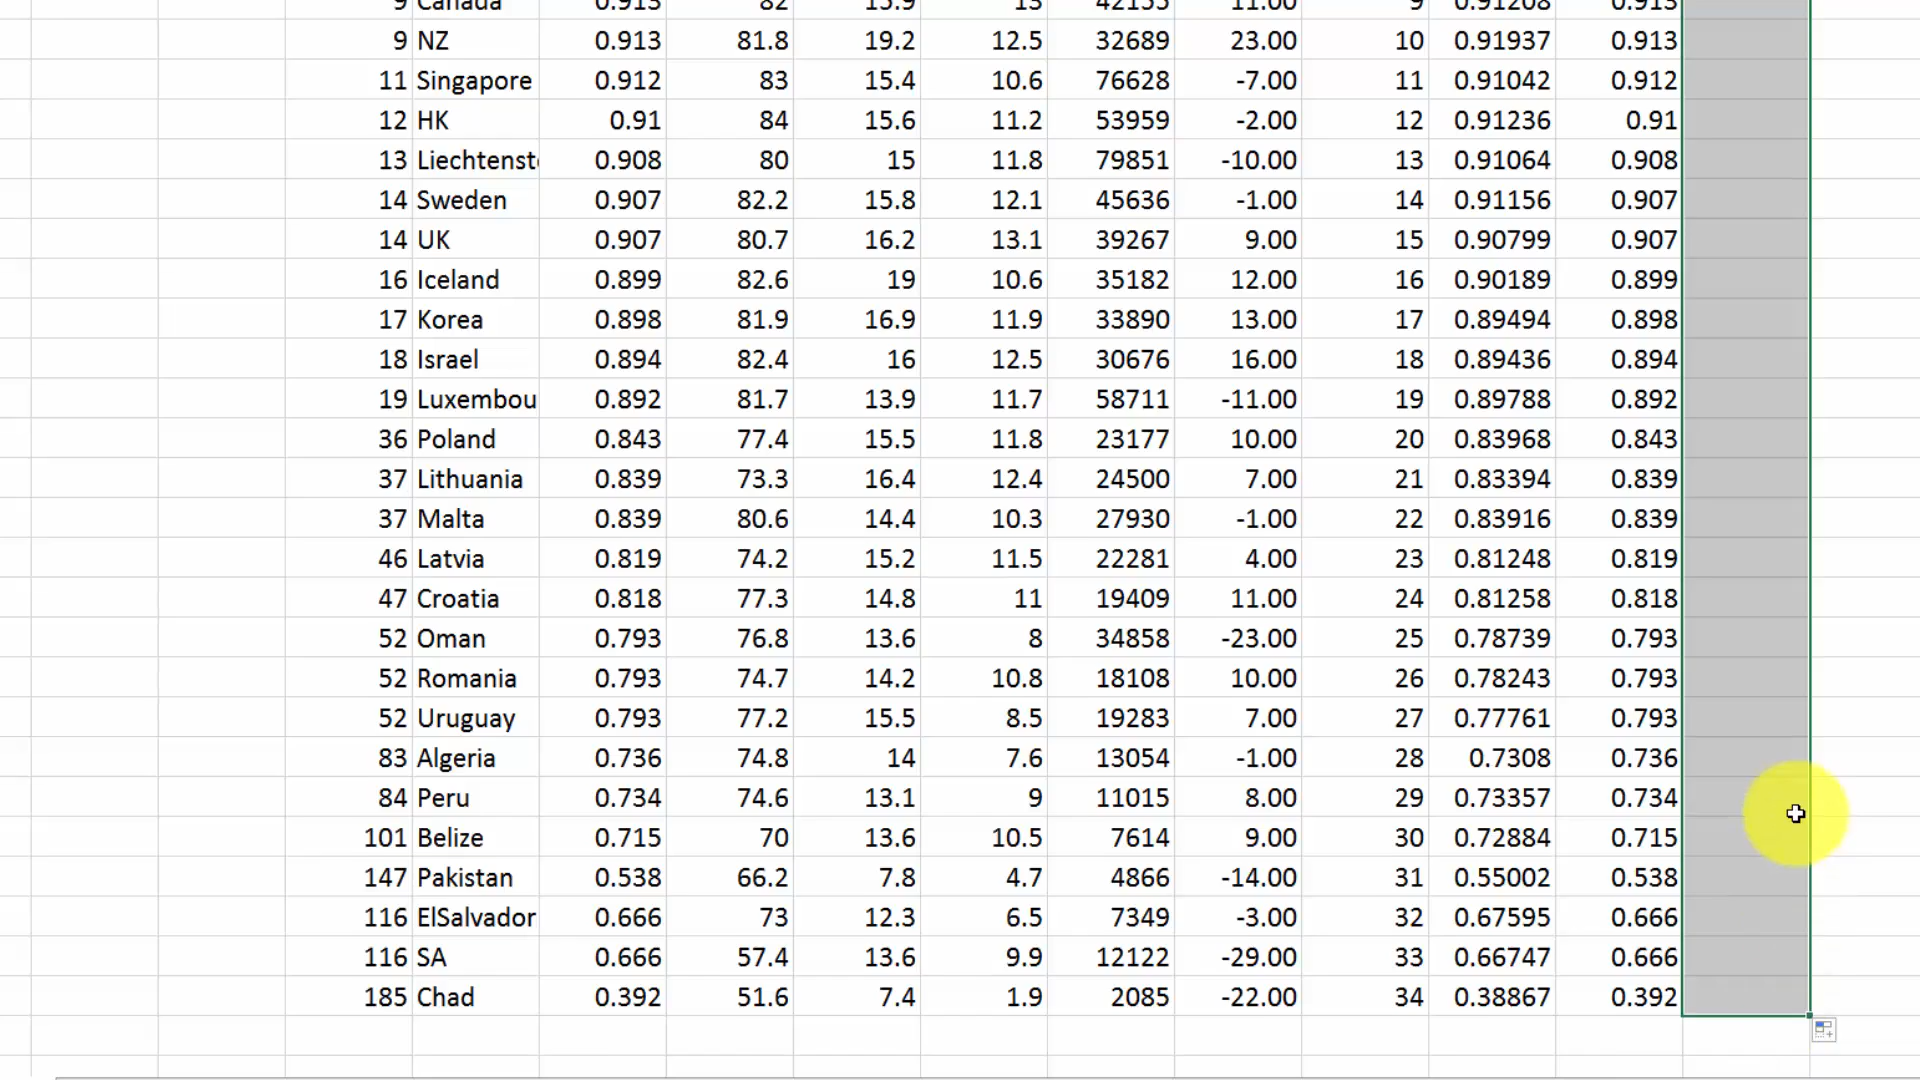 9 Canada 0.913 82 15.9 13 42155 11.00 9 0.91208 0.913
9 NZ 0.913 81.8 19.2 12.5 32689 23.00 10 0.91937 0.913
11 Singapore 0.912 83 15.4 10.6 76628 -7.00 11 0.91042 0.912
12 HK 0.91 84 15.6 11.2 53959 -2.00 12 0.91236 0.91
13 Liechtenst 0.908 80 15 11.8 79851 -10.00 13 0.91064 0.908
14 Sweden 0.907 82.2 15.8 12.1 45636 -1.00 14 0.91156 0.907
14 UK 0.907 80.7 16.2 13.1 39267 9.00 15 0.90799 0.907
16 Iceland 0.899 82.6 19 10.6 35182 12.00 16 0.90189 0.899
17 Korea 0.898 81.9 16.9 11.9 33890 13.00 17 0.89494 0.898
18 Israel 0.894 82.4 16 12.5 30676 16.00 18 0.89436 0.894
19 Luxembou 0.892 81.7 13.9 11.7 58711 -11.00 19 0.89788 0.892
36 Poland 0.843 77.4 15.5 11.8 23177 10.00 20 0.83968 0.843
37 Lithuania 0.839 73.3 16.4 12.4 24500 7.00 21 0.83394 0.839
37 Malta 0.839 80.6 14.4 10.3 27930 -1.00 22 0.83916 0.839
46 Latvia 0.819 74.2 15.2 11.5 22281 4.00 23 0.81248 0.819
47 Croatia 0.818 77.3 14.8 11 19409 11.00 24 0.81258 0.818
52 Oman 0.793 76.8 13.6 8 34858 -23.00 25 0.78739 0.793
52 Romania 0.793 74.7 14.2 10.8 18108 10.00 26 0.78243 0.793
52 Uruguay 0.793 77.2 15.5 8.5 19283 7.00 27 0.77761 0.793
83 Algeria 0.736 74.8 14 7.6 13054 -1.00 28 0.7308 0.736
84 Peru 0.734 74.6 13.1 9 11015 8.00 29 0.73357 0.734
101 Belize 0.715 70 13.6 10.5 7614 9.00 30 0.72884 0.715
147 Pakistan 0.538 66.2 7.8 4.7 4866 -14.00 31 0.55002 0.538
116 ElSalvador 0.666 73 12.3 6.5 7349 -3.00 32 0.67595 0.666
116 SA 0.666 57.4 13.6 9.9 12122 -29.00 33 0.66747 0.666
185 Chad 0.392 51.6 7.4 1.9 2085 -22.00 34 0.38867 0.392